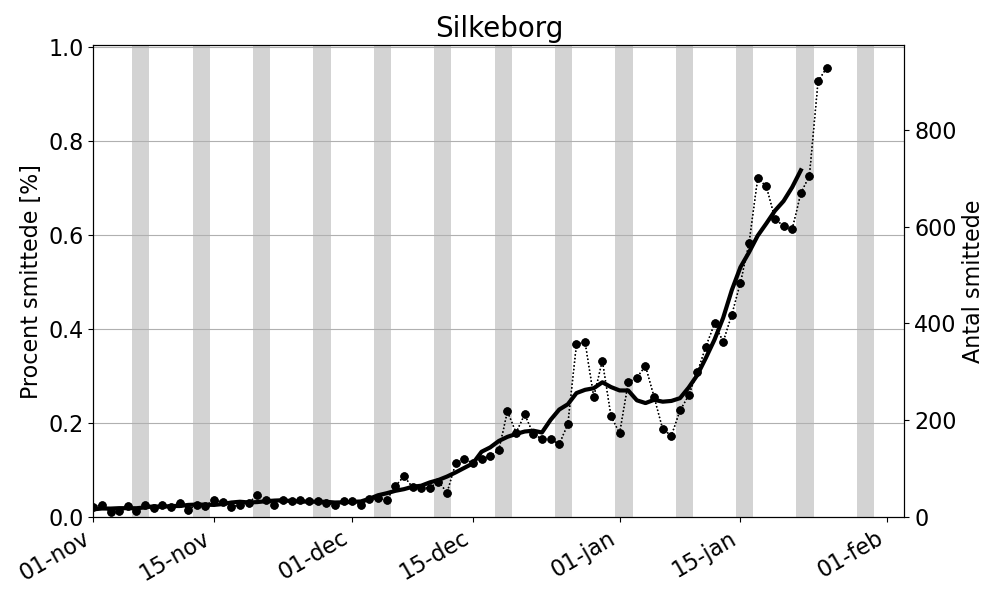 Silkeborg
Procent smittede [%]
1.0
0.8
0.6
0.4
0.2
0.0
800
600
400
200
0
Antal smittede
01-nov
15-nov
01-dec
15-dec
01-jan
15-jan
01-feb